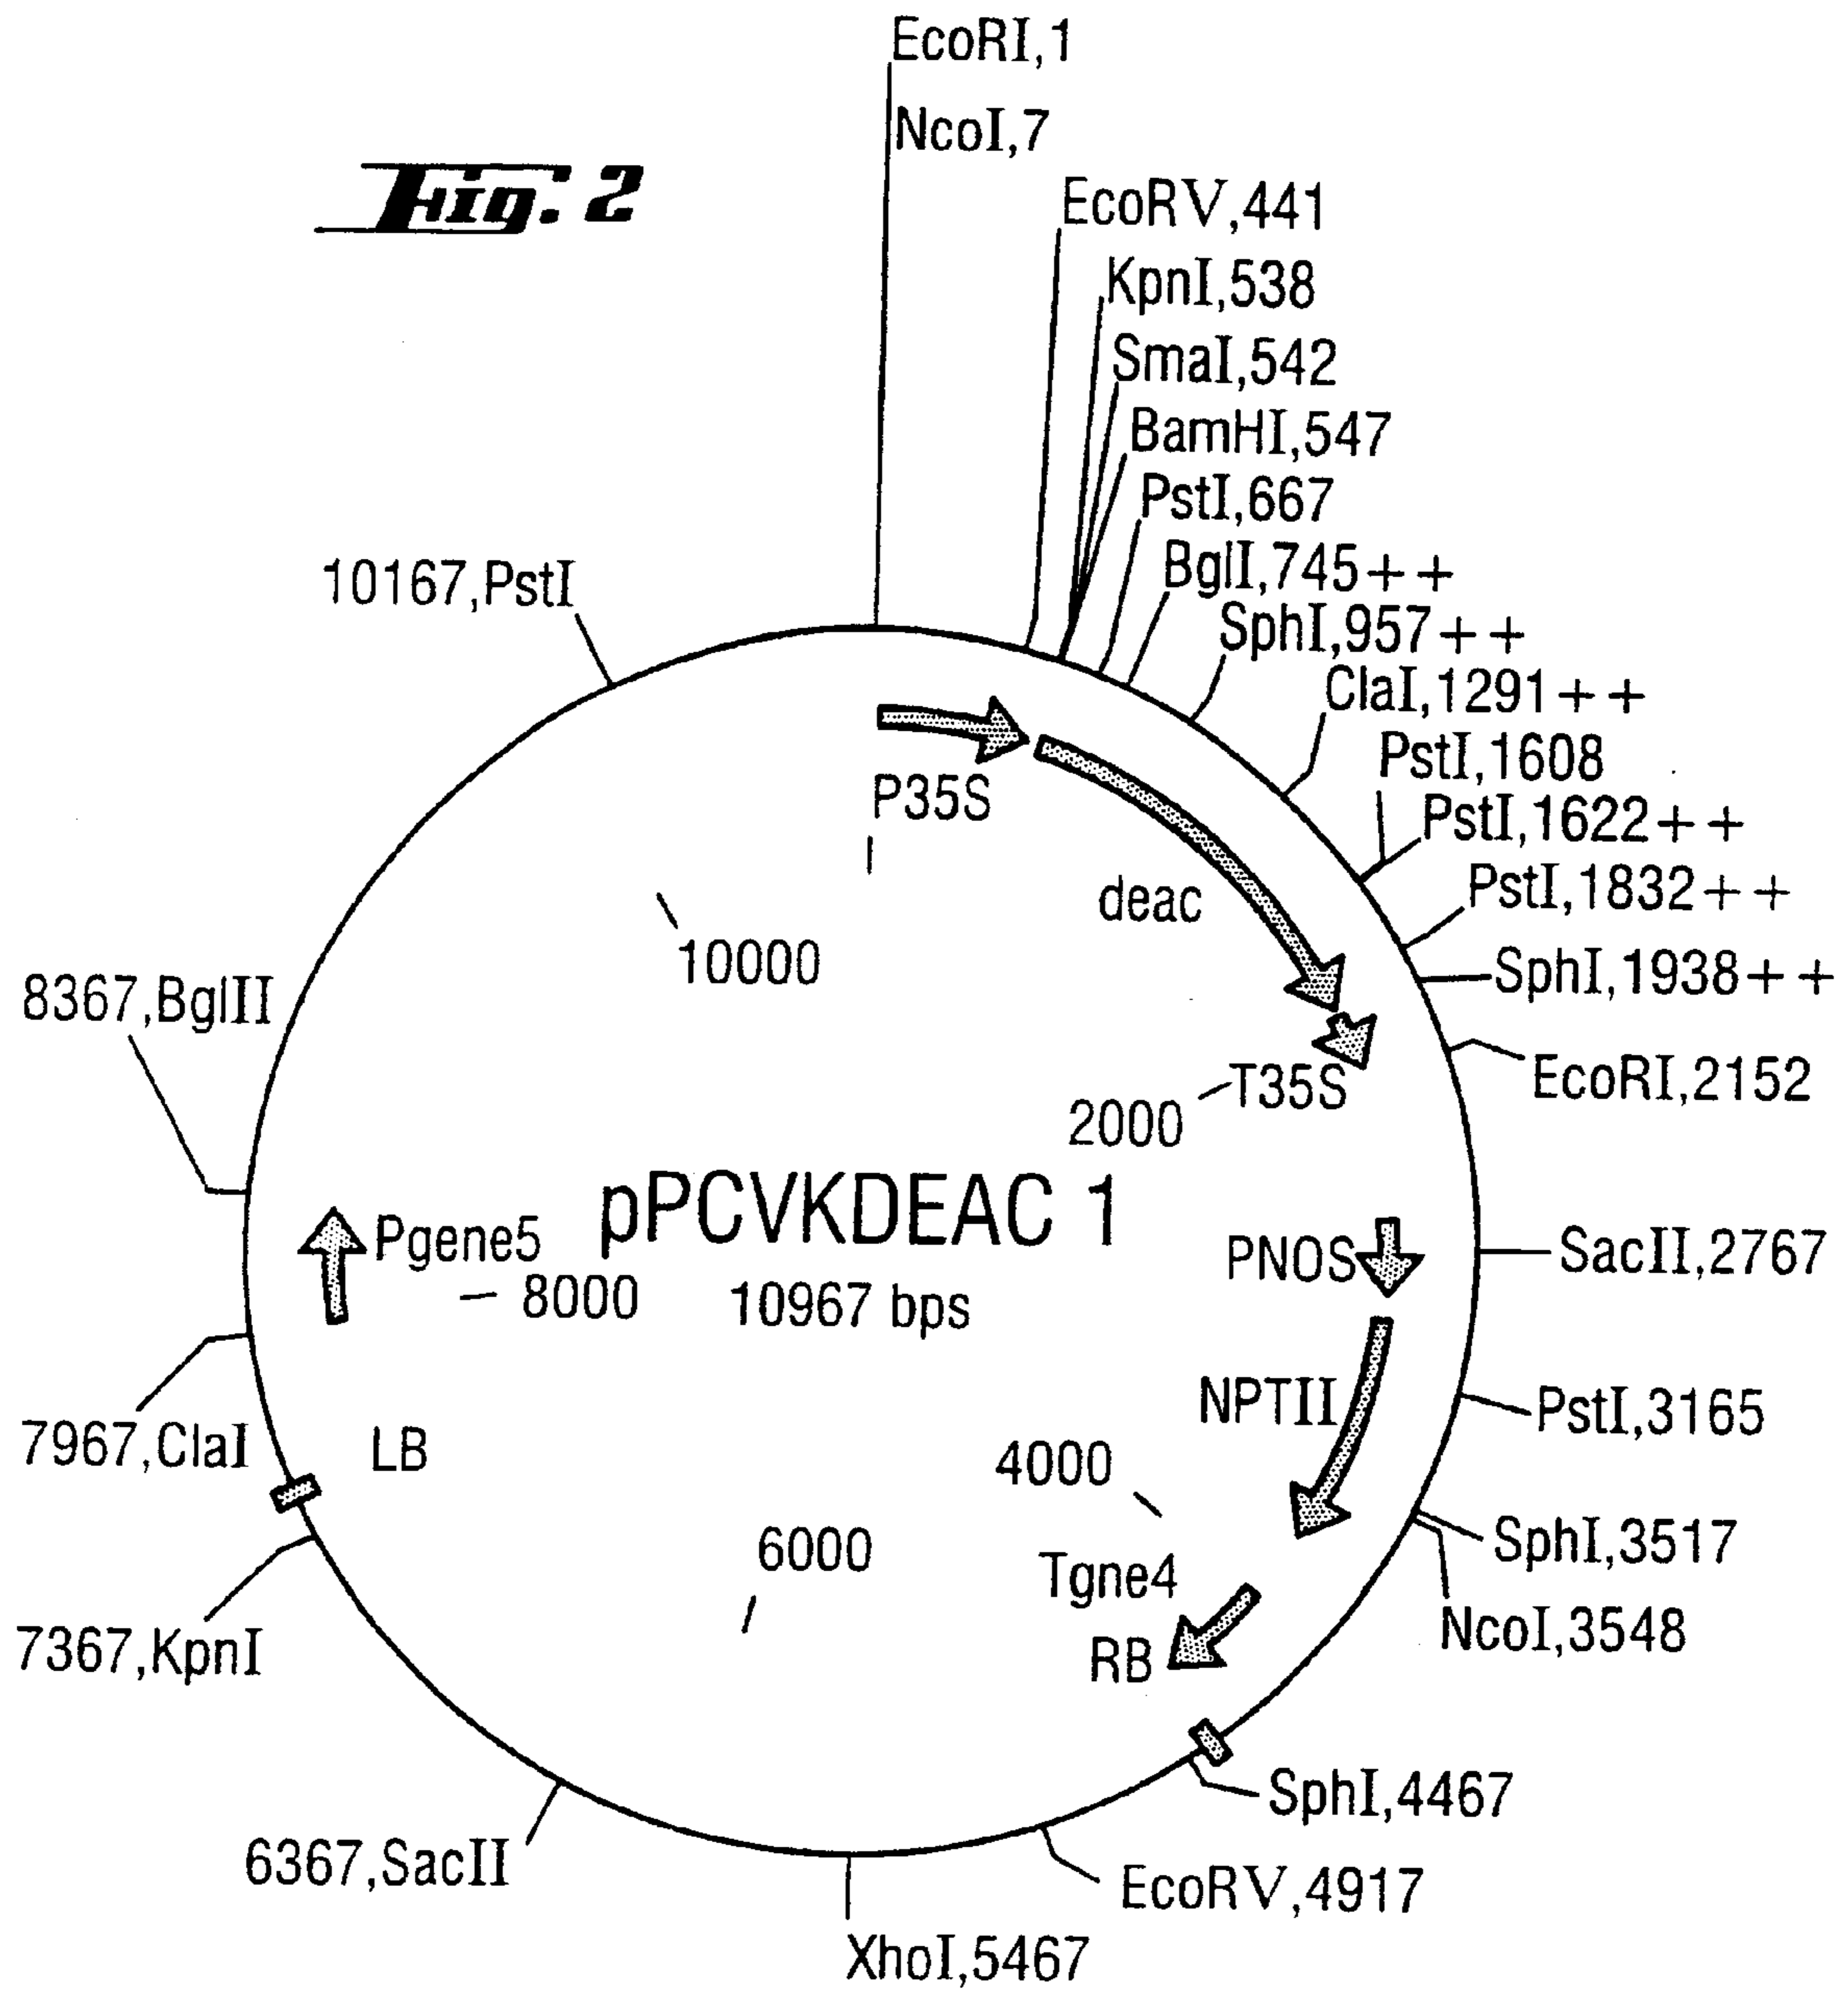 Fig. 2
EcoRI,1
NcoI,7
EcoRV,441
KpnI,538
SmaI,542
BamHI,547
PstI,667
BglI,745++
SphI,957++
ClaI,1291++
PstI,1608
PstI,1622++
PstI,1832++
SphI,1938++
EcoRI,2152
SacII,2767
PstI,3165
SphI,3517
NcoI,3548
SphI,4467
EcoRV,4917
XhoI,5467
6367,SacII
7367,KpnI
7967,ClaI
8367,BglII
10167,PstI
P35S
deac
T35S
PNOS
NPTII
Tgne4
RB
LB
Pgene5
10000
2000
4000
6000
8000
pPCVKDEAC 1
10967 bps